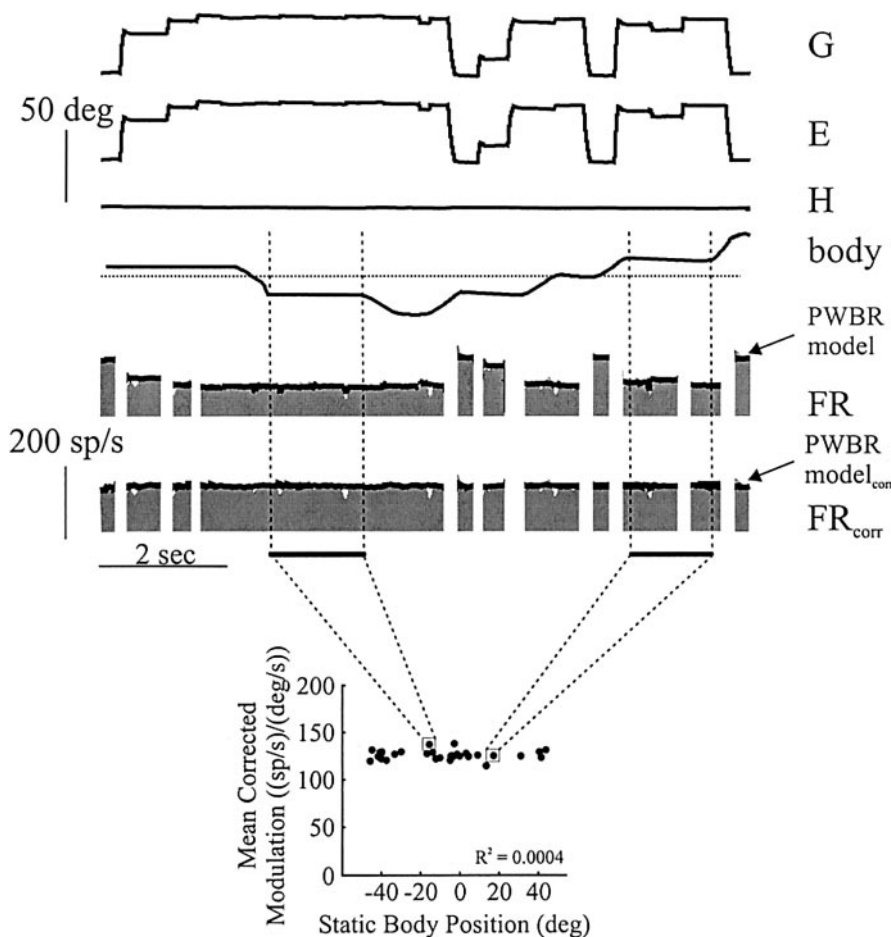 G
50 deg
E
H
body
PWBR
model
FR
200 sp/s
PWBR
model_con
FR_corr
2 sec
Mean Corrected
Modulation ((sp/s)/(deg/s))
200
150
100
50
0
R² = 0.0004
-40 -20 0 20 40
Static Body Position (deg)